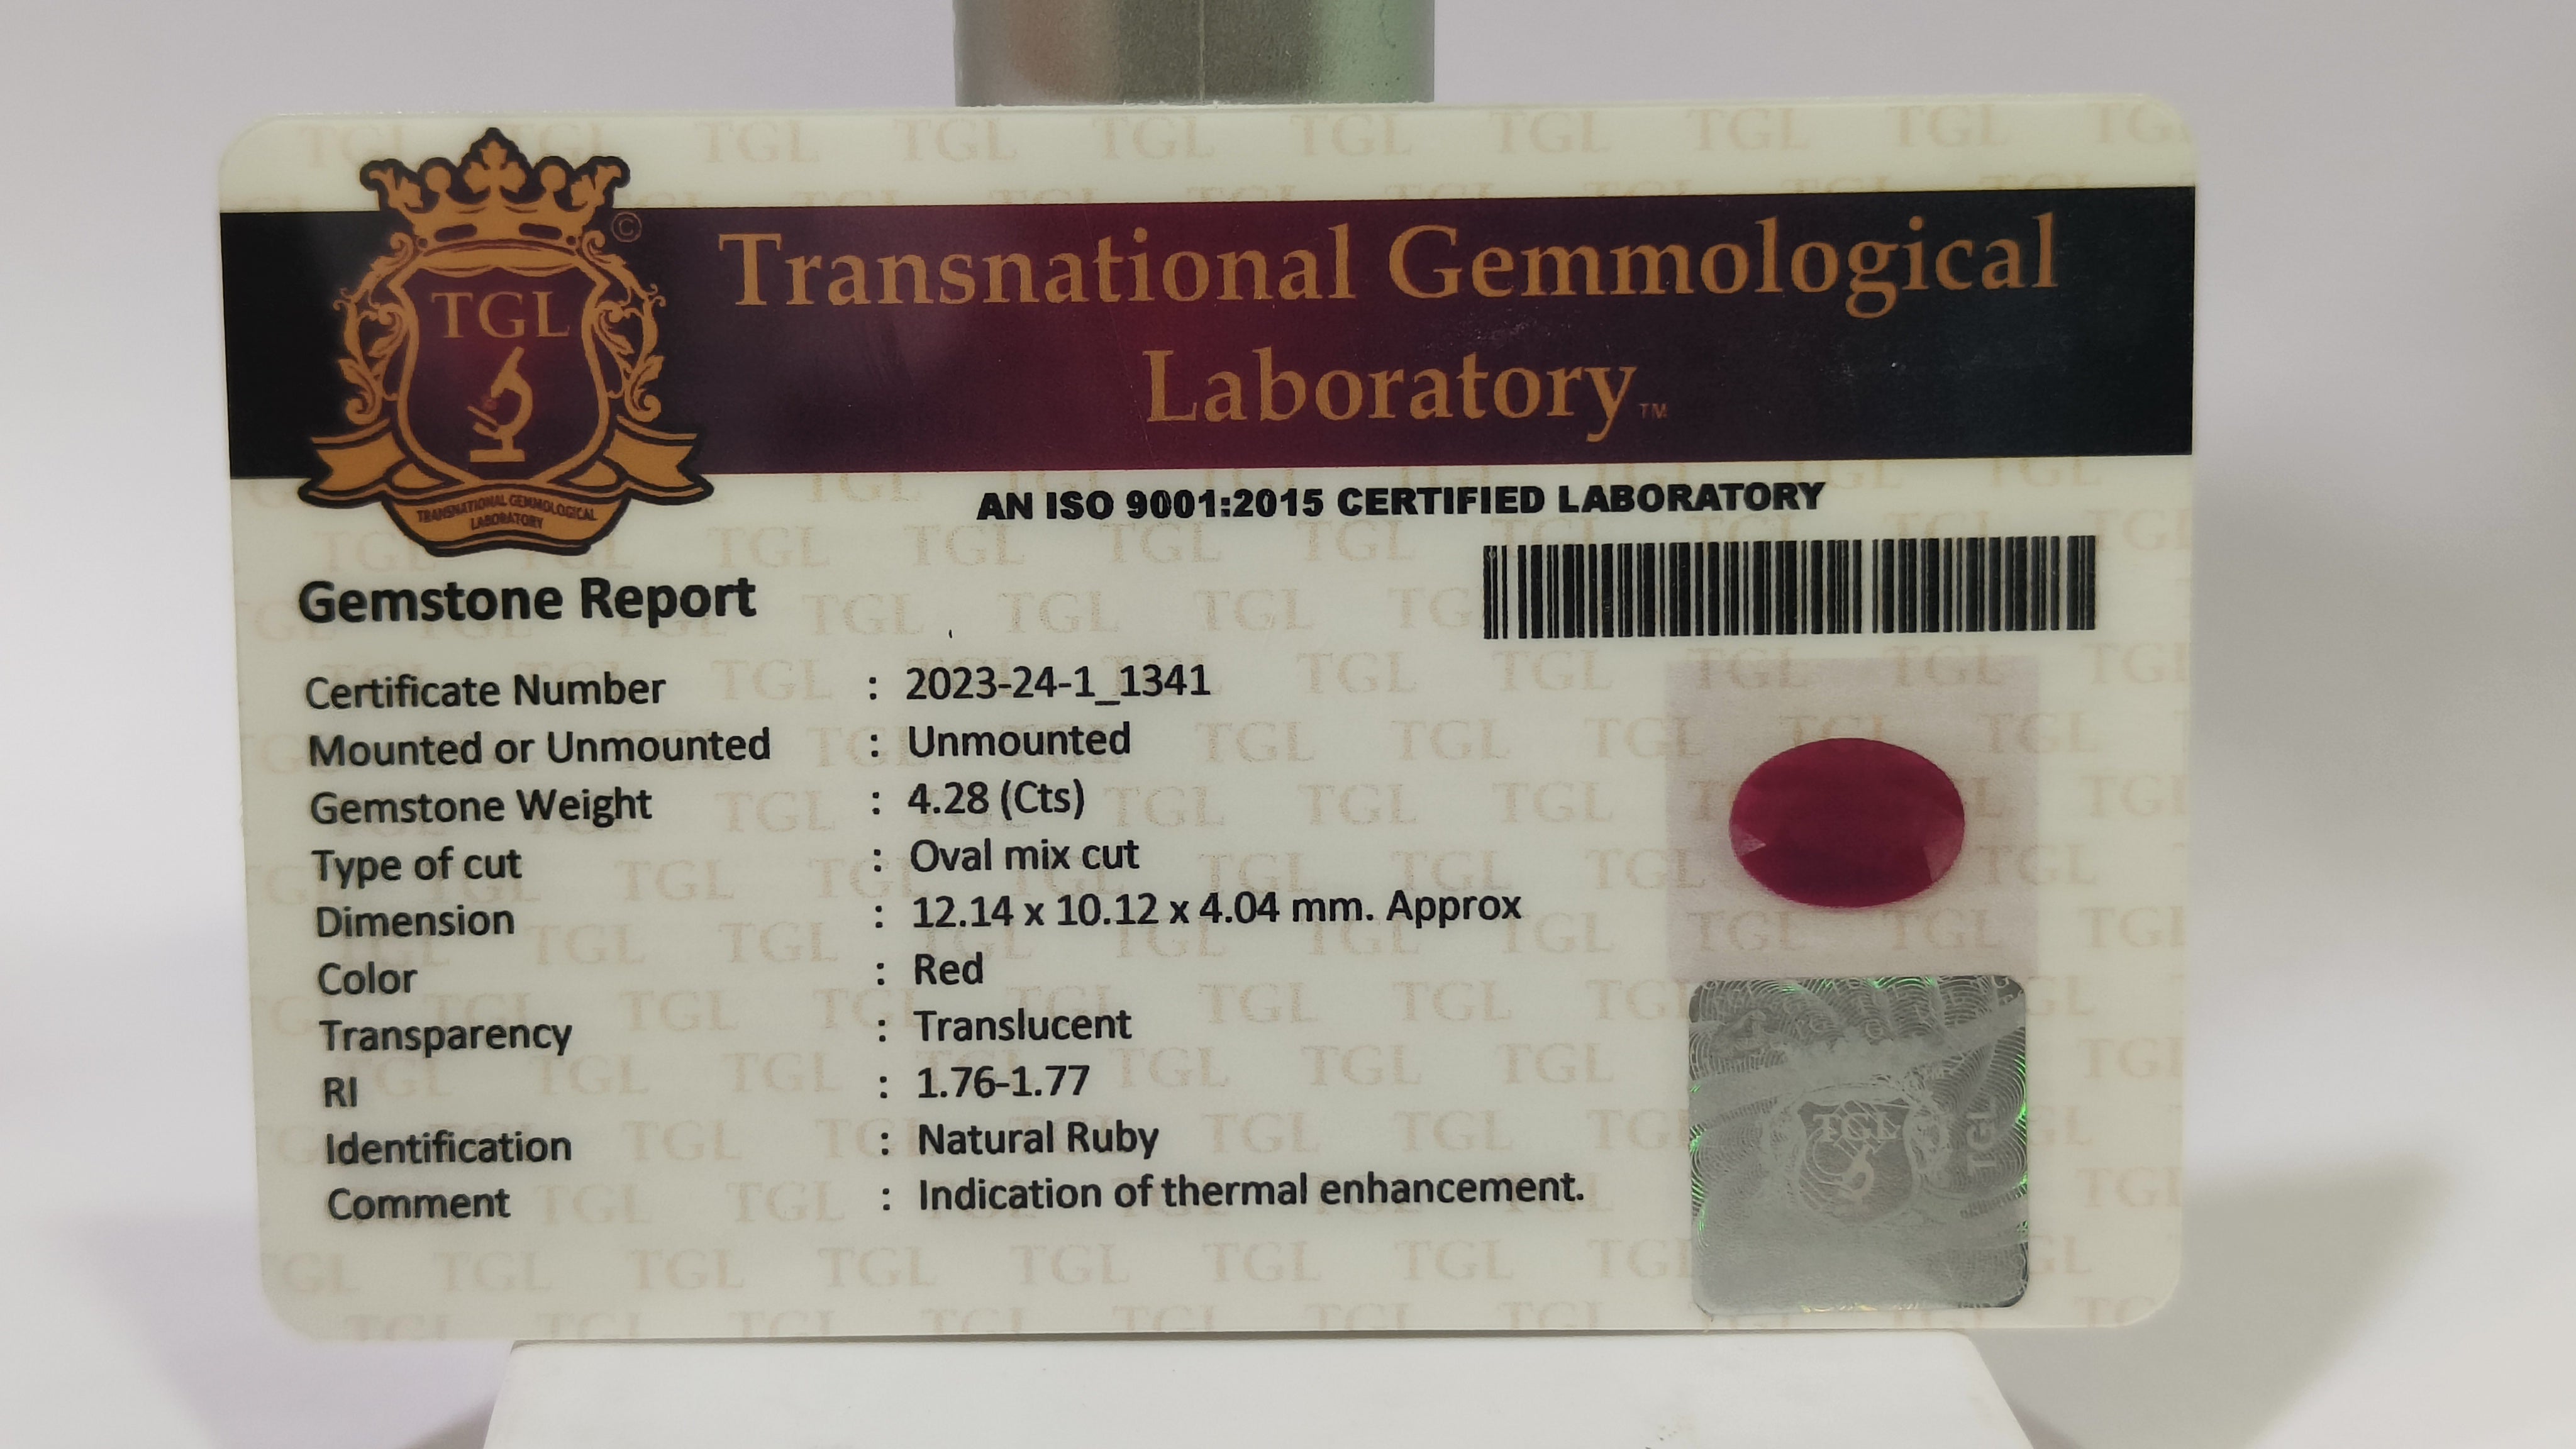 TGL
©
TRANSNATIONAL GEMMOLOGICAL
LABORATORY
Transnational Gemmological
Laboratory™
AN ISO 9001:2015 CERTIFIED LABORATORY
Gemstone Report
Certificate Number : 2023-24-1_1341
Mounted or Unmounted : Unmounted
Gemstone Weight : 4.28 (Cts)
Type of cut : Oval mix cut
Dimension : 12.14 x 10.12 x 4.04 mm. Approx
Color : Red
Transparency : Translucent
RI : 1.76-1.77
Identification : Natural Ruby
Comment : Indication of thermal enhancement.
TGL
TGL